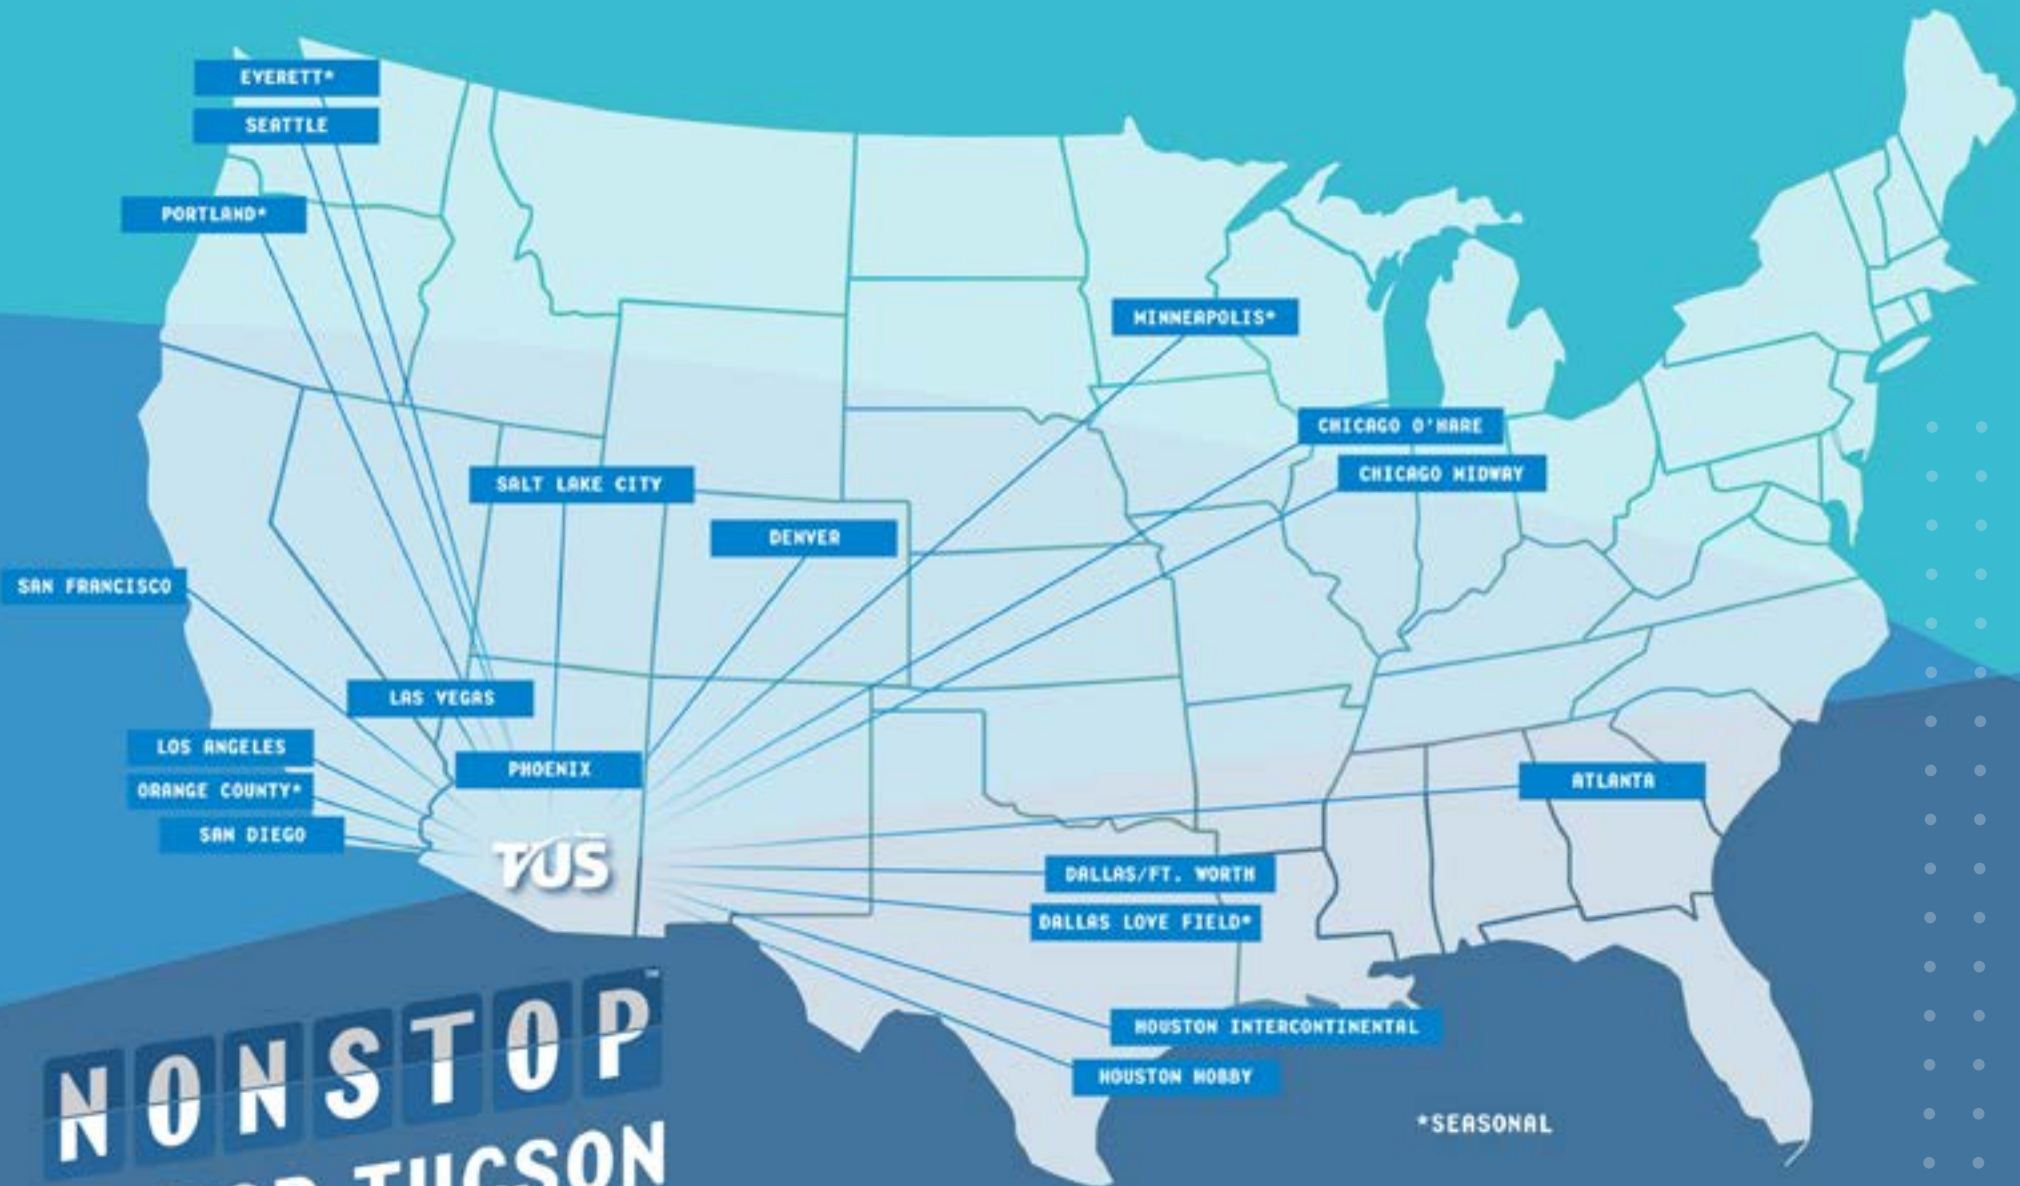 EVERETT*
SEATTLE
PORTLAND*
MINNEAPOLIS*
CHICAGO O'HARE
CHICAGO MIDWAY
SALT LAKE CITY
DENVER
SAN FRANCISCO
LAS VEGAS
LOS ANGELES
PHOENIX
ORANGE COUNTY*
ATLANTA
SAN DIEGO
TUS
DALLAS/FT. WORTH
DALLAS LOVE FIELD*
NONSTOP™
HOUSTON INTERCONTINENTAL
HOUSTON HOBBY
*SEASONAL
TUCSON